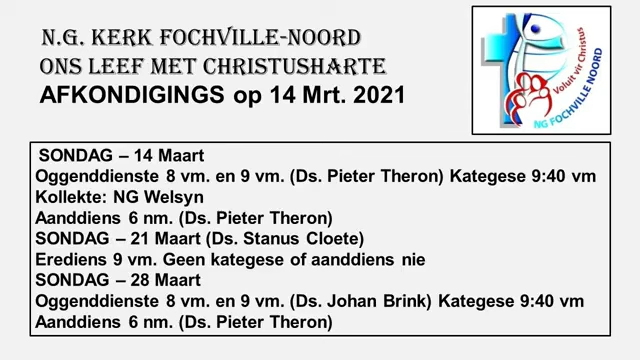 N.G. KERK FOCHVILLE-NOORD
ONS LEEF MET CHRISTUSHARTE
AFKONDIGINGS op 14 Mrt. 2021
Voluit vir Christus
NG FOCHVILLE NOORD
SONDAG – 14 Maart
Oggenddienste 8 vm. en 9 vm. (Ds. Pieter Theron) Kategese 9:40 vm
Kollekte: NG Welsyn
Aanddiens 6 nm. (Ds. Pieter Theron)
SONDAG – 21 Maart (Ds. Stanus Cloete)
Erediens 9 vm. Geen kategese of aanddiens nie
SONDAG – 28 Maart
Oggenddienste 8 vm. en 9 vm. (Ds. Johan Brink) Kategese 9:40 vm
Aanddiens 6 nm. (Ds. Pieter Theron)